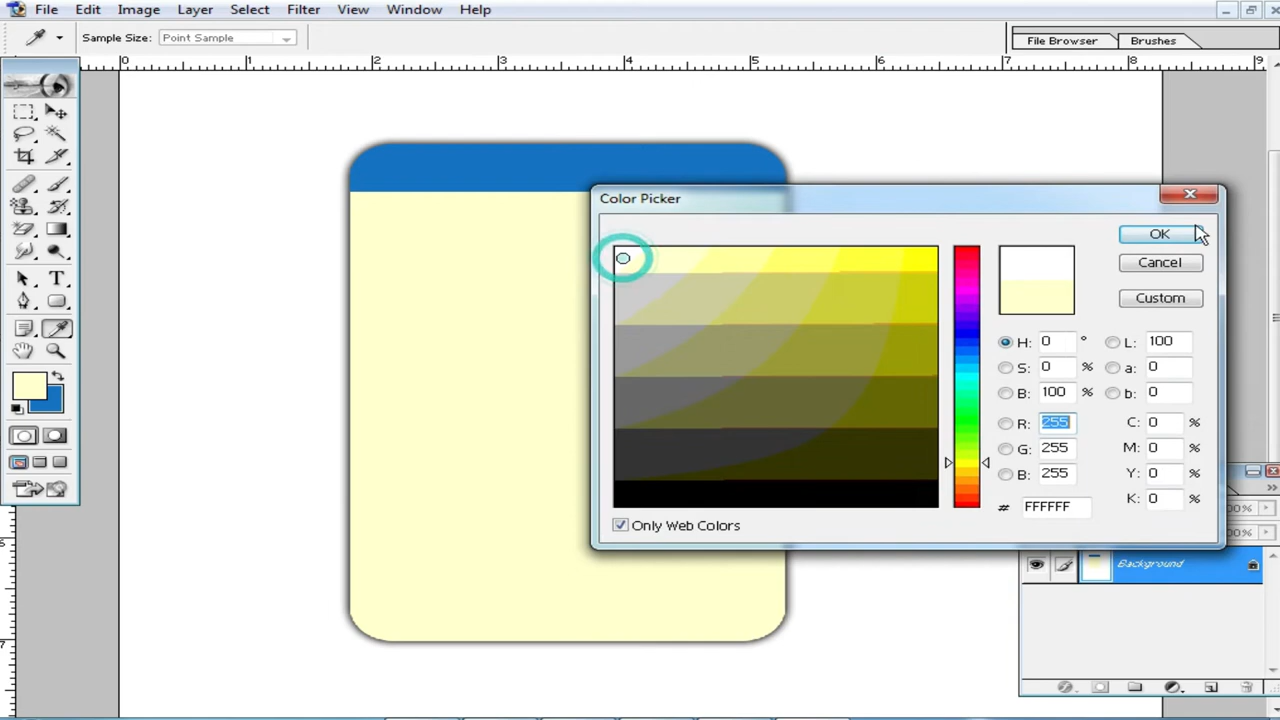 File Edit Image Layer Select Filter View Window Help
Sample Size: Point Sample
File Browser Brushes
0 2 3 4 5 6 7 8 9
Color Picker
OK
Cancel
Custom
H: 0 ° L: 100
S: 0 % a: 0
B: 100 % b: 0
R: 255 C: 0 %
G: 255 M: 0 %
B: 255 Y: 0 %
# FFFFFF K: 0 %
Only Web Colors
T
6
7
Background